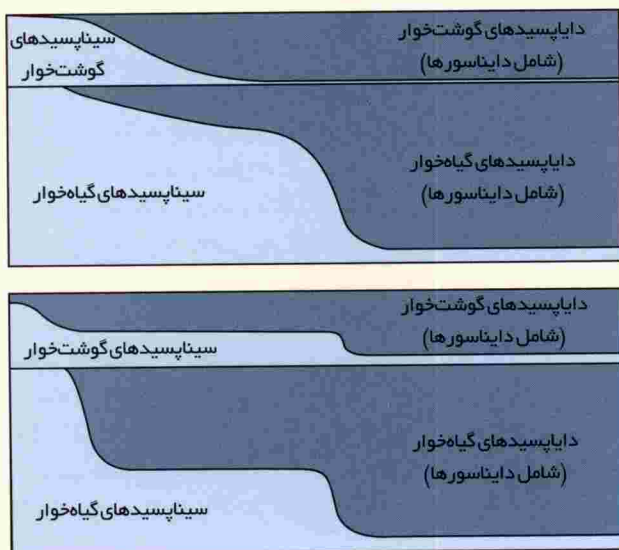 سیناپسیدهای
گوشت‌خوار
دایاپسیدهای گوشت‌خوار
(شامل دایناسورها)
سیناپسیدهای گیاه‌خوار
دایاپسیدهای گیاه‌خوار
(شامل دایناسورها)
دایاپسیدهای گوشت‌خوار
(شامل دایناسورها)
سیناپسیدهای گوشت‌خوار
دایاپسیدهای گیاه‌خوار
(شامل دایناسورها)
سیناپسیدهای گیاه‌خوار